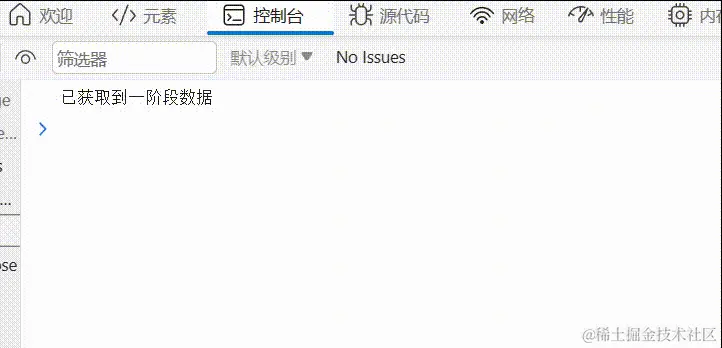 欢迎 元素 控制台 源代码 网络 性能 内存
筛选器 默认级别 No Issues
已获取到一阶段数据
ge
e...
s
...
ose
@稀土掘金技术社区